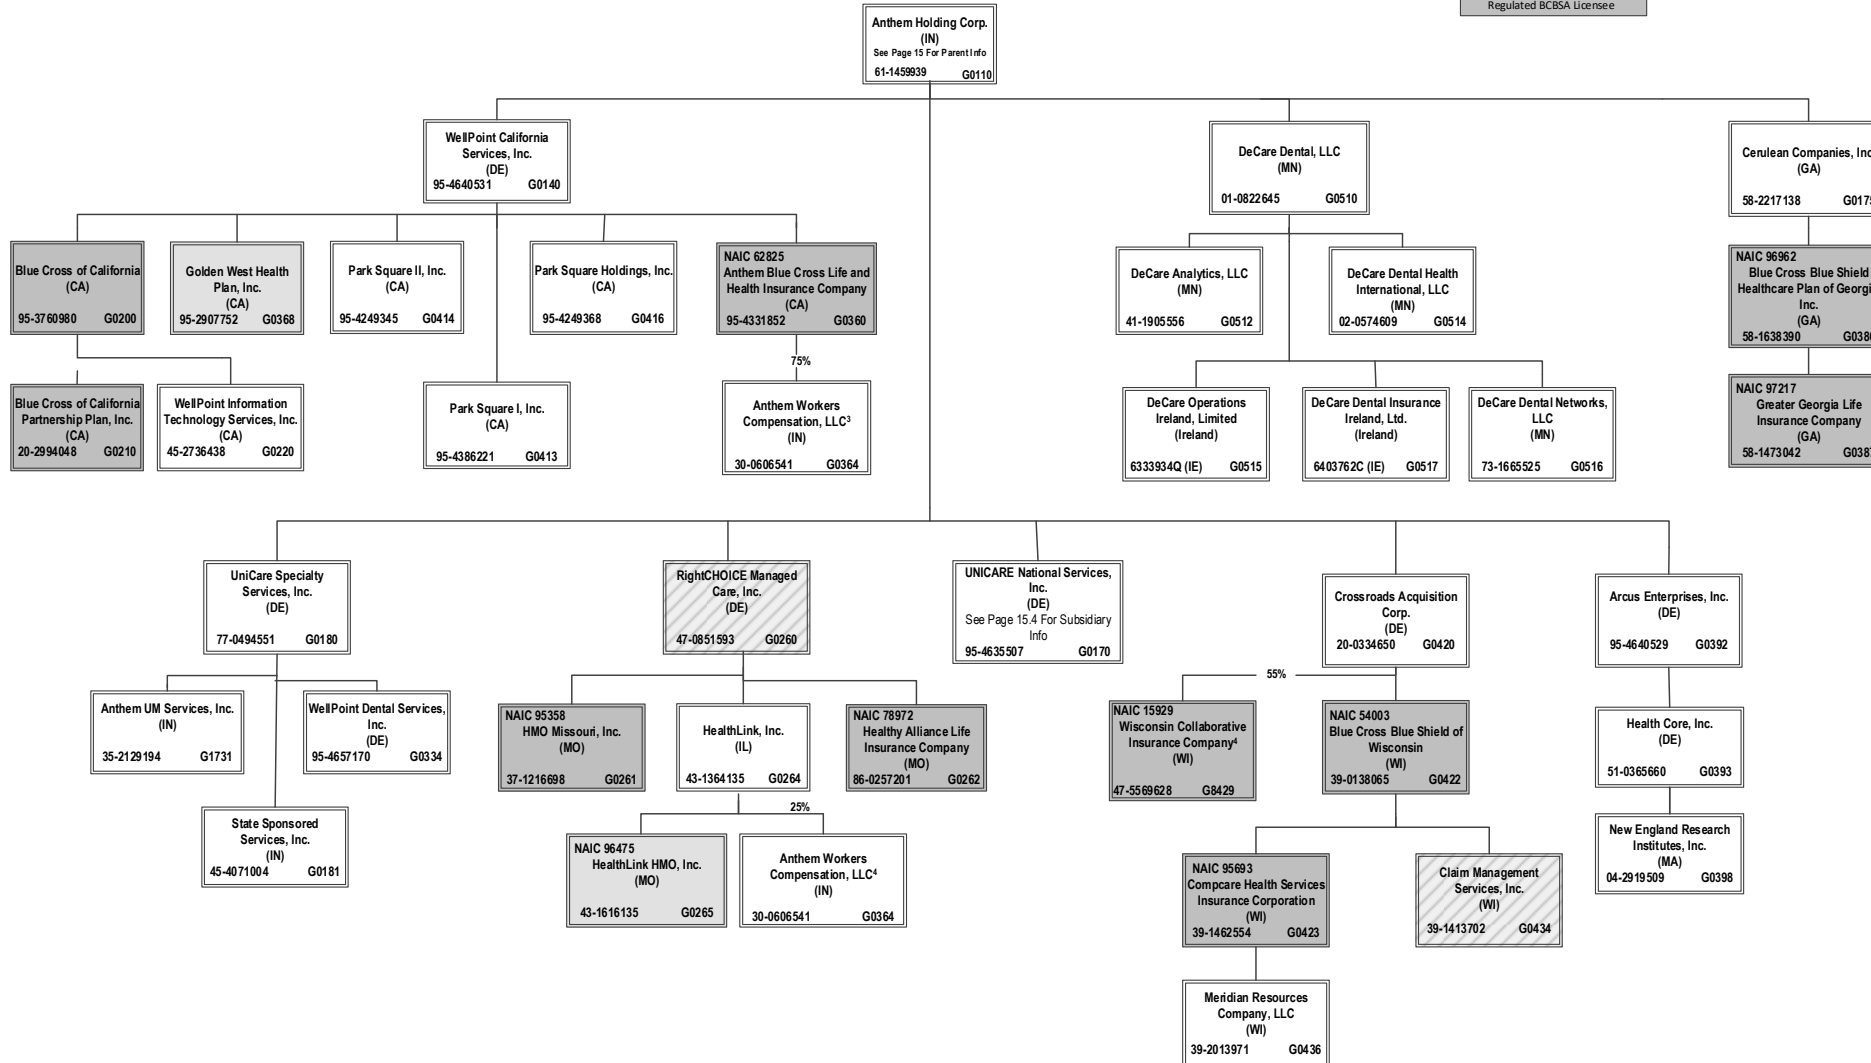 Regulated BCBSA Licensee
Anthem Holding Corp.
(IN)
See Page 15 For Parent Info
61-1459939 G0110
WellPoint California
Services, Inc.
(DE)
95-4640531 G0140
DeCare Dental, LLC
(MN)
01-0822645 G0510
Cerulean Companies, Inc
(GA)
58-2217138 G0175
Blue Cross of California
(CA)
95-3760980 G0200
Golden West Health
Plan, Inc.
(CA)
95-2907752 G0368
Park Square II, Inc.
(CA)
95-4249345 G0414
Park Square Holdings, Inc.
(CA)
95-4249368 G0416
NAIC 62825
Anthem Blue Cross Life and
Health Insurance Company
(CA)
95-4331852 G0360
DeCare Analytics, LLC
(MN)
41-1905556 G0512
DeCare Dental Health
International, LLC
(MN)
02-0574609 G0514
NAIC 96962
Blue Cross Blue Shield
Healthcare Plan of Georgi
Inc.
(GA)
58-1638390 G0386
75%
Blue Cross of California
Partnership Plan, Inc.
(CA)
20-2994048 G0210
WellPoint Information
Technology Services, Inc.
(CA)
45-2736438 G0220
Park Square I, Inc.
(CA)
95-4386221 G0413
Anthem Workers
Compensation, LLC³
(IN)
30-0606541 G0364
DeCare Operations
Ireland, Limited
(Ireland)
6333934Q (IE) G0515
DeCare Dental Insurance
Ireland, Ltd.
(Ireland)
6403762C (IE) G0517
DeCare Dental Networks,
LLC
(MN)
73-1665525 G0516
NAIC 97217
Greater Georgia Life
Insurance Company
(GA)
58-1473042 G0387
UniCare Specialty
Services, Inc.
(DE)
77-0494551 G0180
RightCHOICE Managed
Care, Inc.
(DE)
47-0851593 G0260
UNICARE National Services,
Inc.
(DE)
See Page 15.4 For Subsidiary
Info
95-4635507 G0170
Crossroads Acquisition
Corp.
(DE)
20-0334650 G0420
Arcus Enterprises, Inc.
(DE)
95-4640529 G0392
55%
Anthem UM Services, Inc.
(IN)
35-2129194 G1731
WellPoint Dental Services,
Inc.
(DE)
95-4657170 G0334
NAIC 95358
HMO Missouri, Inc.
(MO)
37-1216698 G0261
HealthLink, Inc.
(IL)
43-1364135 G0264
NAIC 78972
Healthy Alliance Life
Insurance Company
(MO)
86-0257201 G0262
NAIC 15929
Wisconsin Collaborative
Insurance Company⁴
(WI)
47-5569628 G8429
NAIC 54003
Blue Cross Blue Shield of
Wisconsin
(WI)
39-0138065 G0422
Health Core, Inc.
(DE)
51-0365660 G0393
25%
State Sponsored
Services, Inc.
(IN)
45-4071004 G0181
NAIC 96475
HealthLink HMO, Inc.
(MO)
43-1616135 G0265
Anthem Workers
Compensation, LLC⁴
(IN)
30-0606541 G0364
NAIC 95693
Compcare Health Services
Insurance Corporation
(WI)
39-1462554 G0423
Claim Management
Services, Inc.
(WI)
39-1413702 G0434
New England Research
Institutes, Inc.
(MA)
04-2919509 G0398
Meridian Resources
Company, LLC
(WI)
39-2013971 G0436